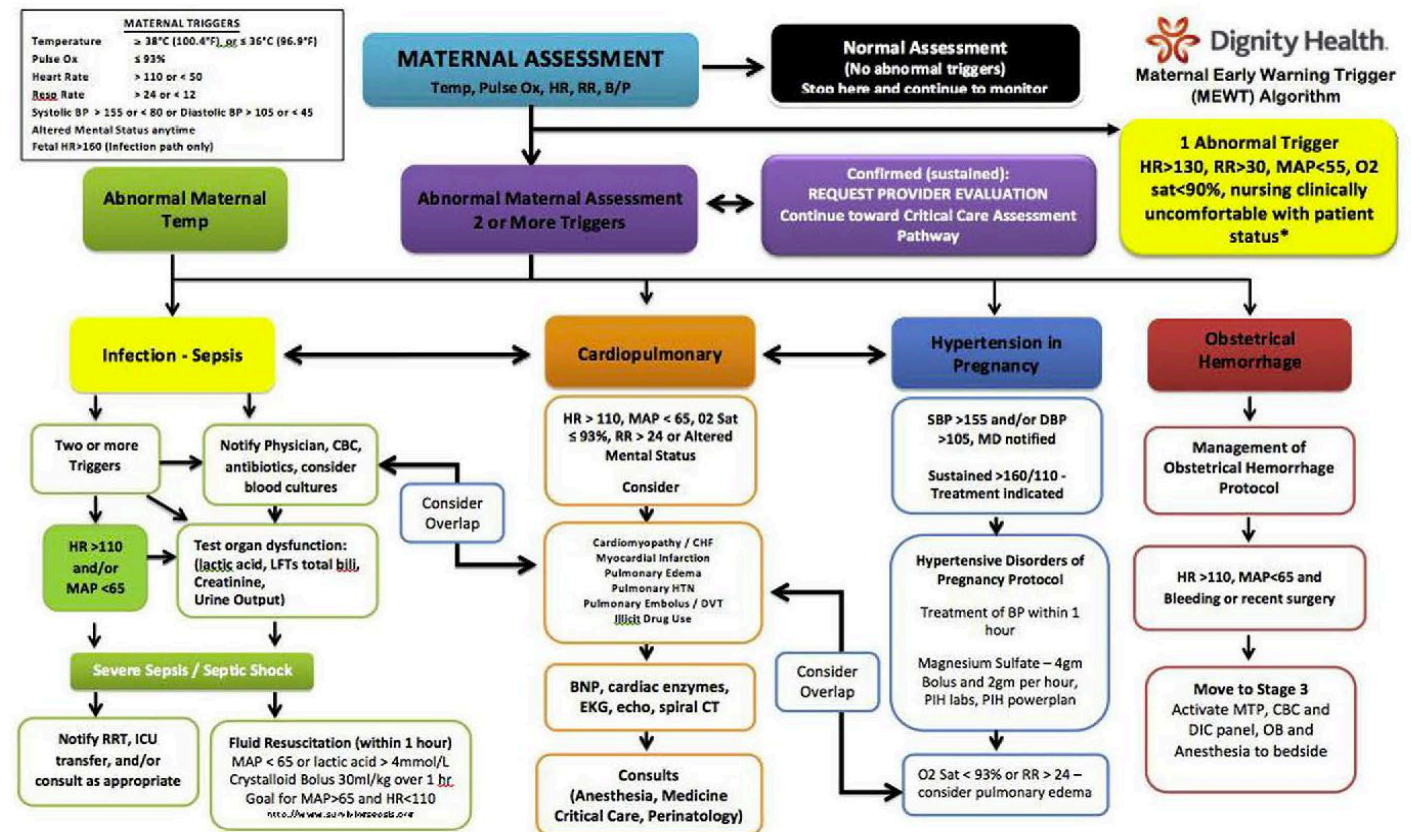 MATERNAL TRIGGERS
Temperature ≥ 38°C (100.4°F), or ≤ 36°C (96.9°F)
Pulse Ox ≤ 93%
Heart Rate > 110 or < 50
Resp Rate > 24 or < 12
Systolic BP > 155 or < 80 or Diastolic BP > 105 or < 45
Altered Mental Status anytime
Fetal HR>160 (Infection path only)
MATERNAL ASSESSMENT
Temp, Pulse Ox, HR, RR, B/P
Normal Assessment
(No abnormal triggers)
Stop here and continue to monitor
Dignity Health.
Maternal Early Warning Trigger
(MEWT) Algorithm
1 Abnormal Trigger
HR>130, RR>30, MAP<55, O2
sat<90%, nursing clinically
uncomfortable with patient
status*
Abnormal Maternal
Temp
Abnormal Maternal Assessment
2 or More Triggers
Confirmed (sustained):
REQUEST PROVIDER EVALUATION
Continue toward Critical Care Assessment
Pathway
Infection - Sepsis
Cardiopulmonary
Hypertension in
Pregnancy
Obstetrical
Hemorrhage
Two or more
Triggers
Notify Physician, CBC,
antibiotics, consider
blood cultures
HR >110
and/or
MAP <65
Test organ dysfunction:
(lactic acid, LFTs total bili,
Creatinine,
Urine Output)
Severe Sepsis / Septic Shock
Notify RRT, ICU
transfer, and/or
consult as appropriate
Fluid Resuscitation (within 1 hour)
MAP < 65 or lactic acid > 4mmol/L
Crystalloid Bolus 30ml/kg over 1 hr
Goal for MAP>65 and HR<110
Consider
Overlap
HR > 110, MAP < 65, 02 Sat
≤ 93%, RR > 24 or Altered
Mental Status
Consider
Cardiomyopathy / CHF
Myocardial Infarction
Pulmonary Edema
Pulmonary HTN
Pulmonary Embolus / DVT
Illicit Drug Use
BNP, cardiac enzymes,
EKG, echo, spiral CT
Consults
(Anesthesia, Medicine
Critical Care, Perinatology)
Consider
Overlap
SBP >155 and/or DBP
>105, MD notified
Sustained >160/110 -
Treatment indicated
Hypertensive Disorders of
Pregnancy Protocol
Treatment of BP within 1
hour
Magnesium Sulfate – 4gm
Bolus and 2gm per hour,
PIH labs, PIH powerplan
O2 Sat < 93% or RR > 24 –
consider pulmonary edema
Management of
Obstetrical Hemorrhage
Protocol
HR >110, MAP<65 and
Bleeding or recent surgery
Move to Stage 3
Activate MTP, CBC and
DIC panel, OB and
Anesthesia to bedside